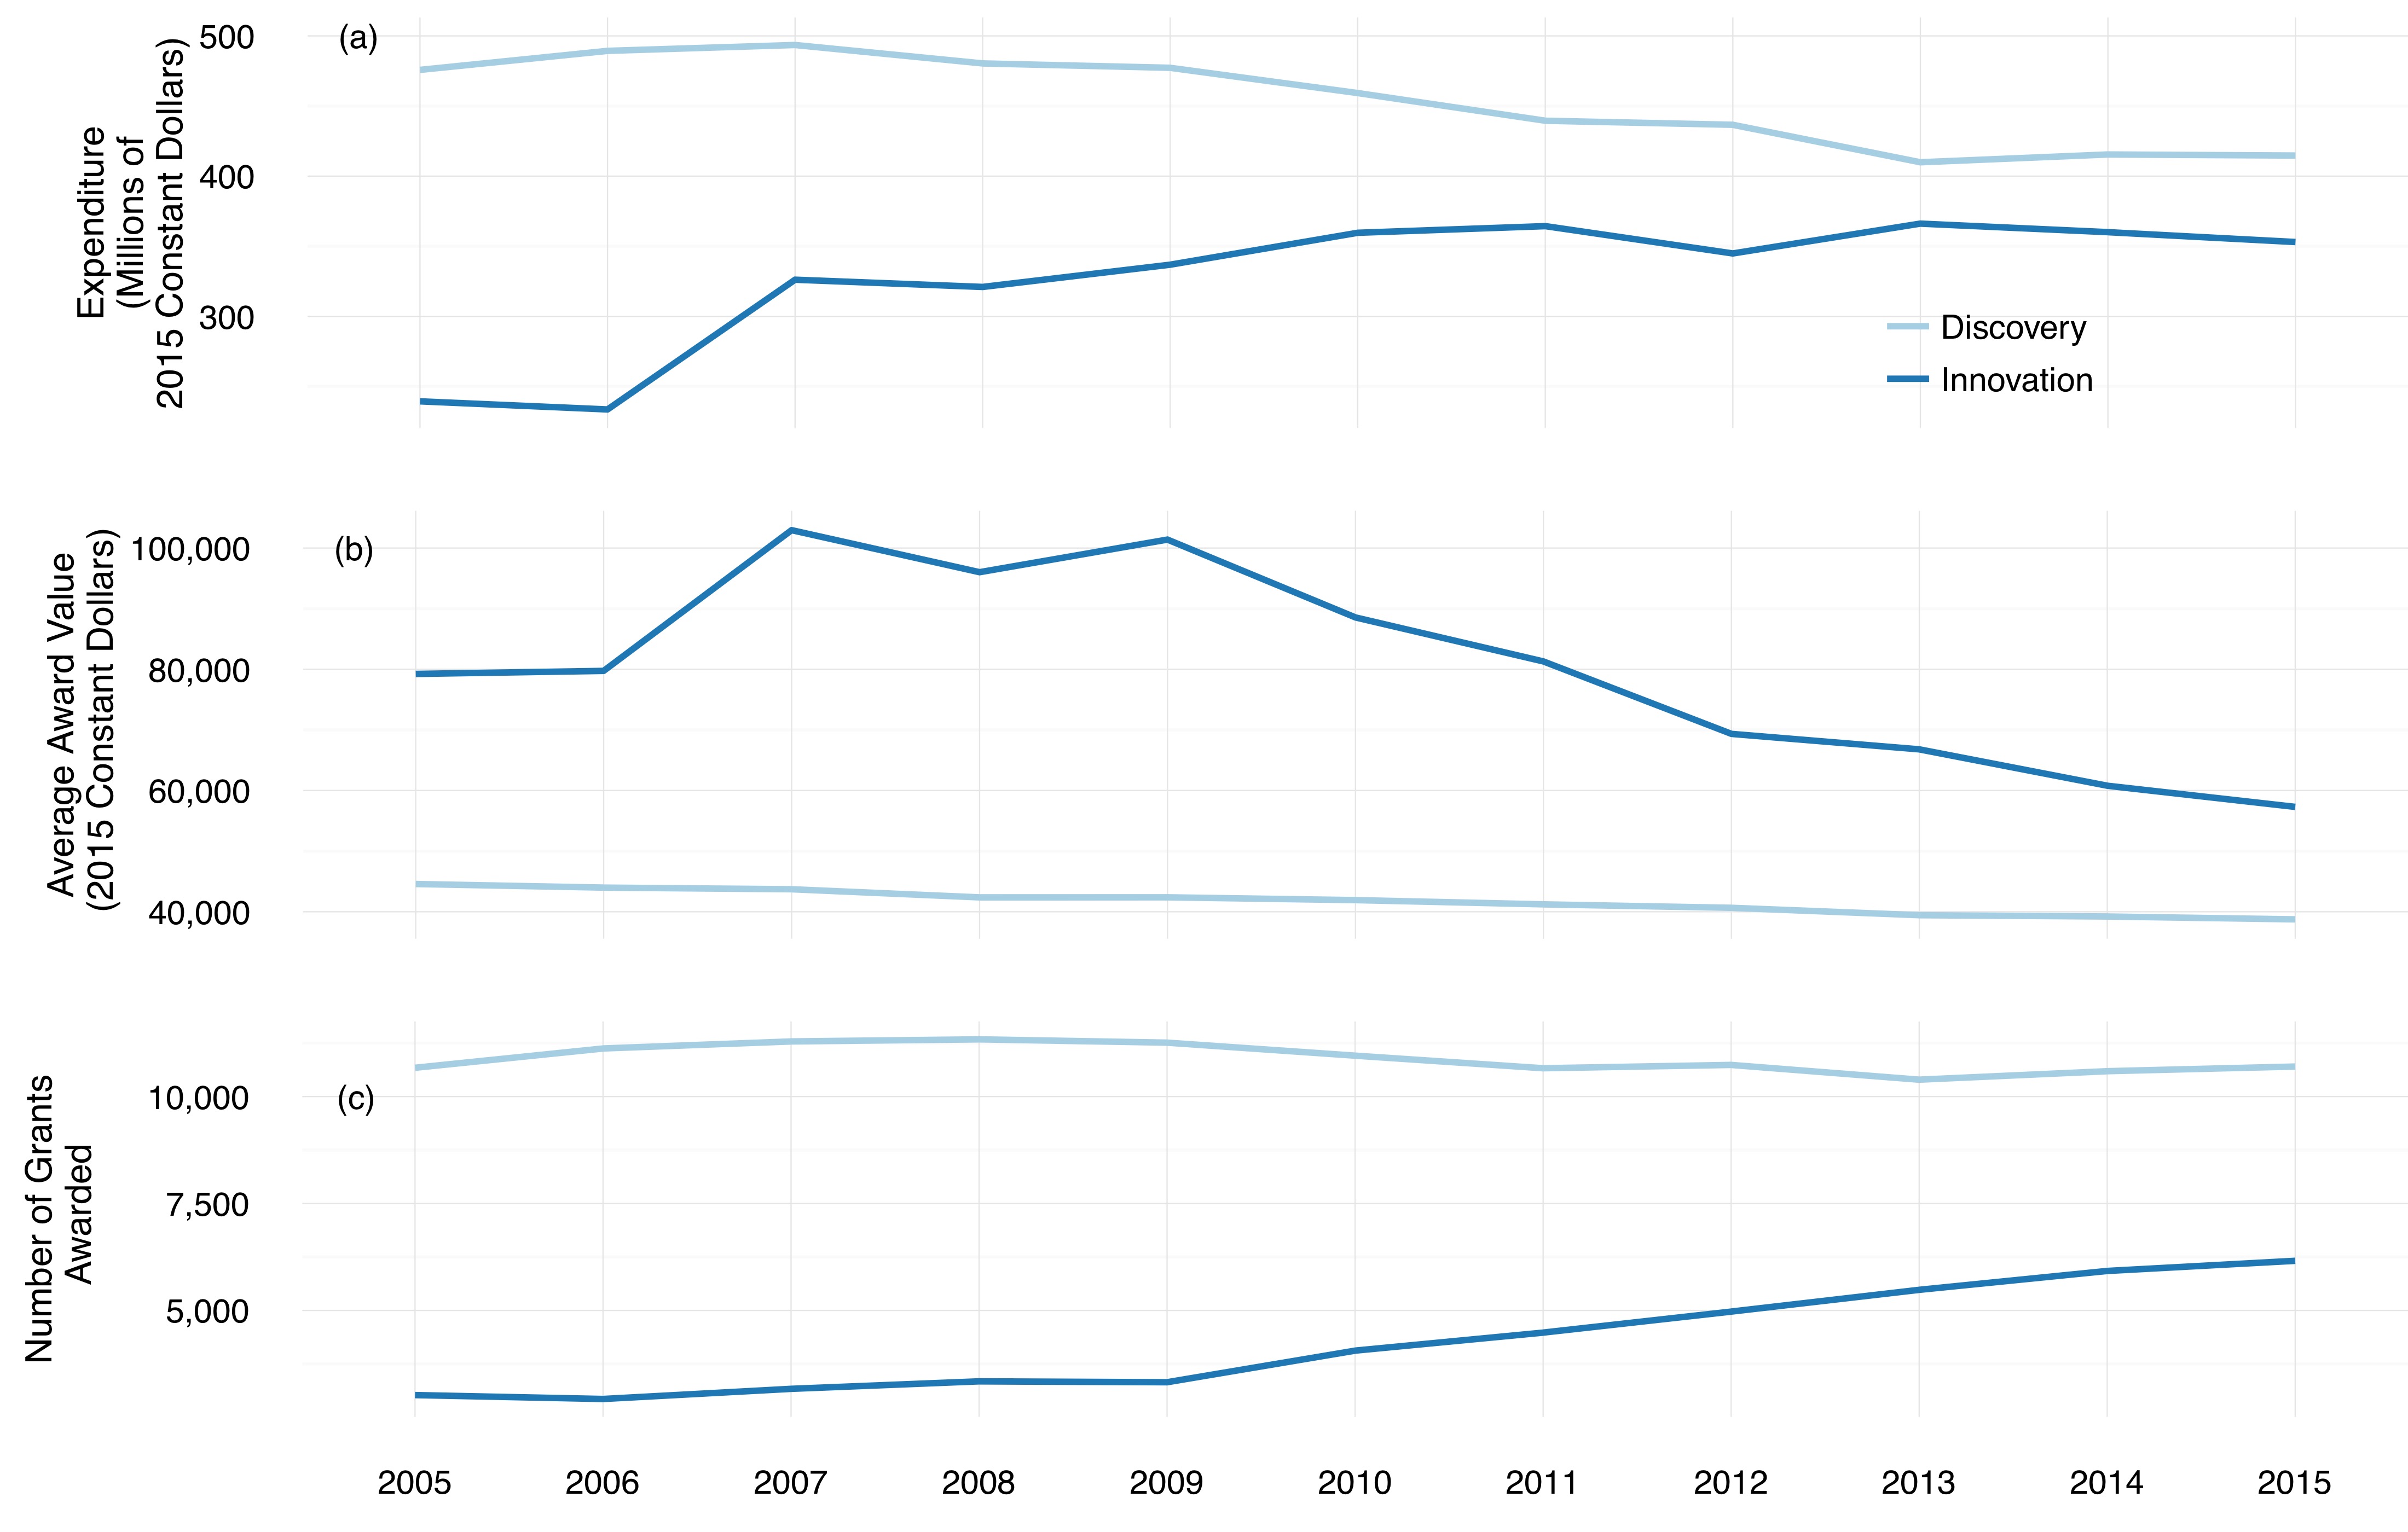 (a)
Expenditure
(Millions of
2015 Constant Dollars)
500
400
300
Discovery
Innovation
(b)
Average Award Value
(2015 Constant Dollars)
100,000
80,000
60,000
40,000
(c)
Number of Grants
Awarded
10,000
7,500
5,000
2005 2006 2007 2008 2009 2010 2011 2012 2013 2014 2015